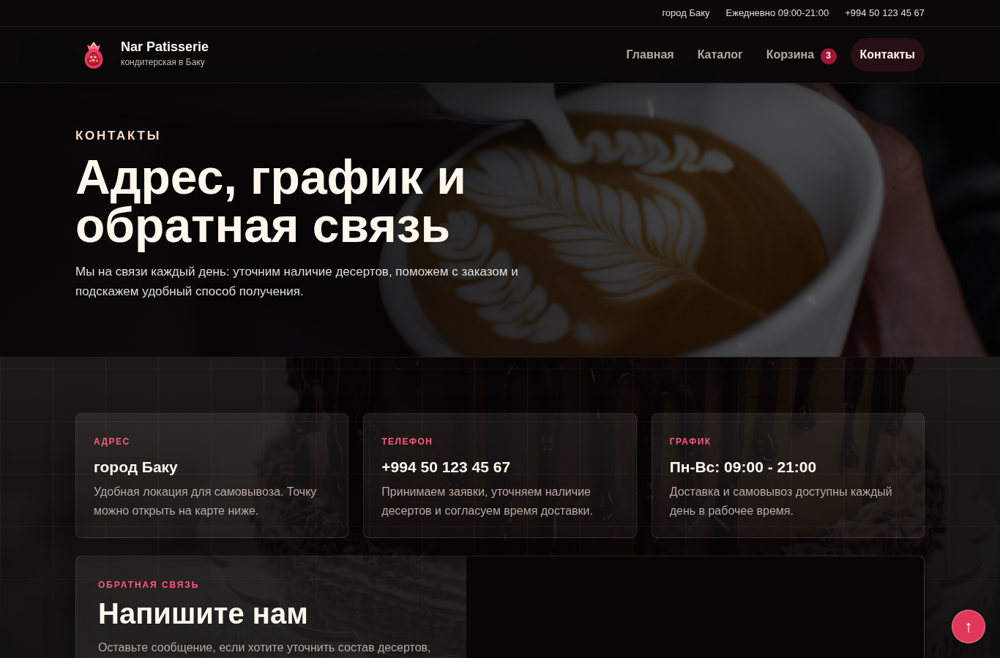 город Баку Ежедневно 09:00-21:00 +994 50 123 45 67
Nar Patisserie
кондитерская в Баку
Главная Каталог Корзина 3 Контакты
КОНТАКТЫ
Адрес, график и
обратная связь
Мы на связи каждый день: уточним наличие десертов, поможем с заказом и
подскажем удобный способ получения.
АДРЕС
город Баку
Удобная локация для самовывоза. Точку
можно открыть на карте ниже.
ТЕЛЕФОН
+994 50 123 45 67
Принимаем заявки, уточняем наличие
десертов и согласуем время доставки.
ГРАФИК
Пн-Вс: 09:00 - 21:00
Доставка и самовывоз доступны каждый
день в рабочее время.
ОБРАТНАЯ СВЯЗЬ
Напишите нам
Оставьте сообщение, если хотите уточнить состав десертов,
↑